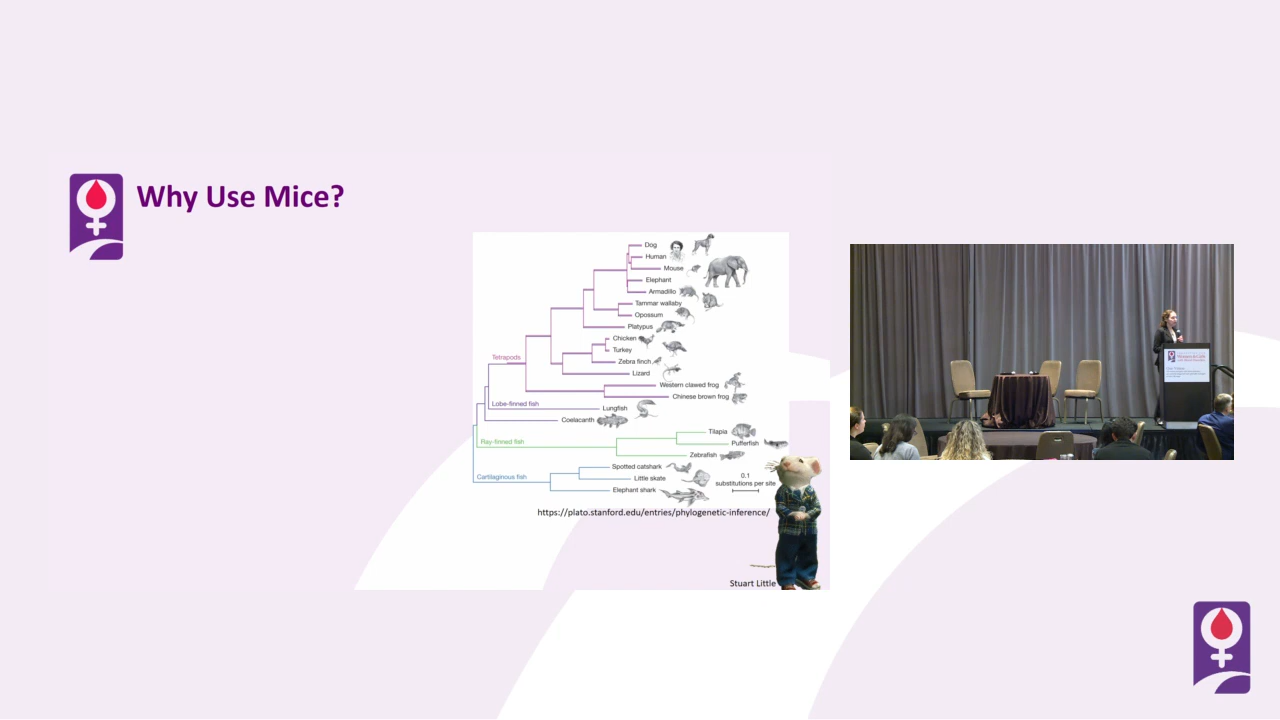 Why Use Mice?
Dog
Human
Mouse
Elephant
Armadillo
Tammar wallaby
Opossum
Platypus
Chicken
Turkey
Tetrapods
Zebra finch
Lizard
Western clawed frog
Chinese brown frog
Lobe-finned fish
Lungfish
Coelacanth
Tilapia
Ray-finned fish
Pufferfish
Zebrafish
Spotted catshark
Cartilaginous fish
Little skate
Elephant shark
0.1
substitutions per site
https://plato.stanford.edu/entries/phylogenetic-inference/
Stuart Little